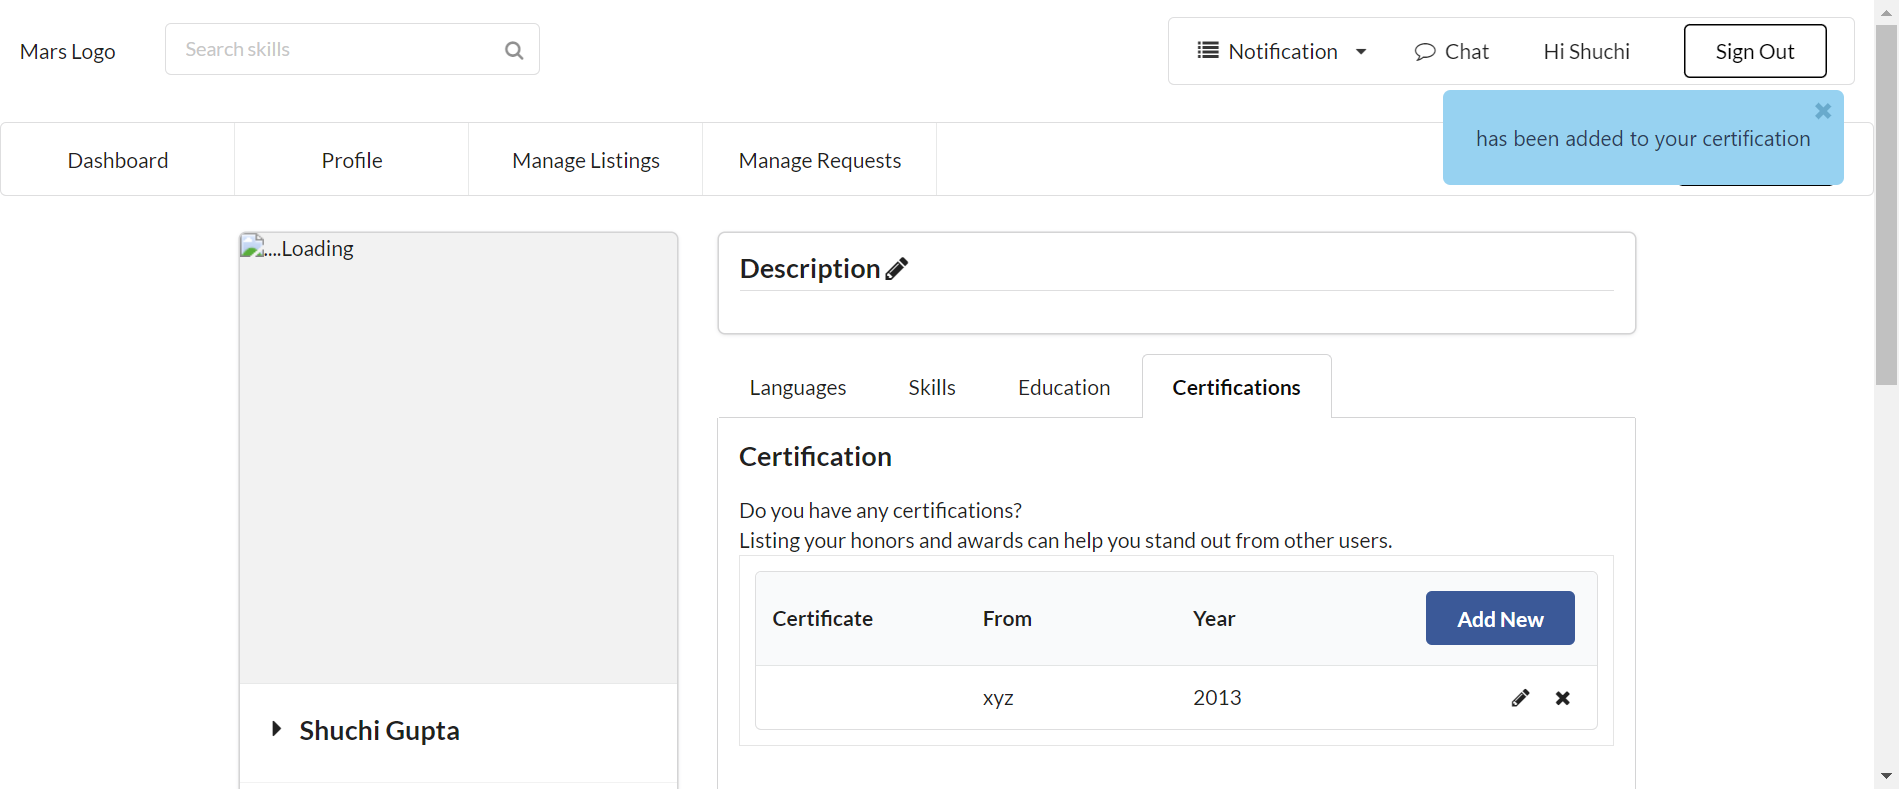 Mars Logo
Search skills
Notification
Chat
Hi Shuchi
Sign Out
has been added to your certification
Dashboard
Profile
Manage Listings
Manage Requests
....Loading
Description
Languages
Skills
Education
Certifications
Certification
Do you have any certifications?
Listing your honors and awards can help you stand out from other users.
Certificate From Year Add New
xyz 2013
Shuchi Gupta